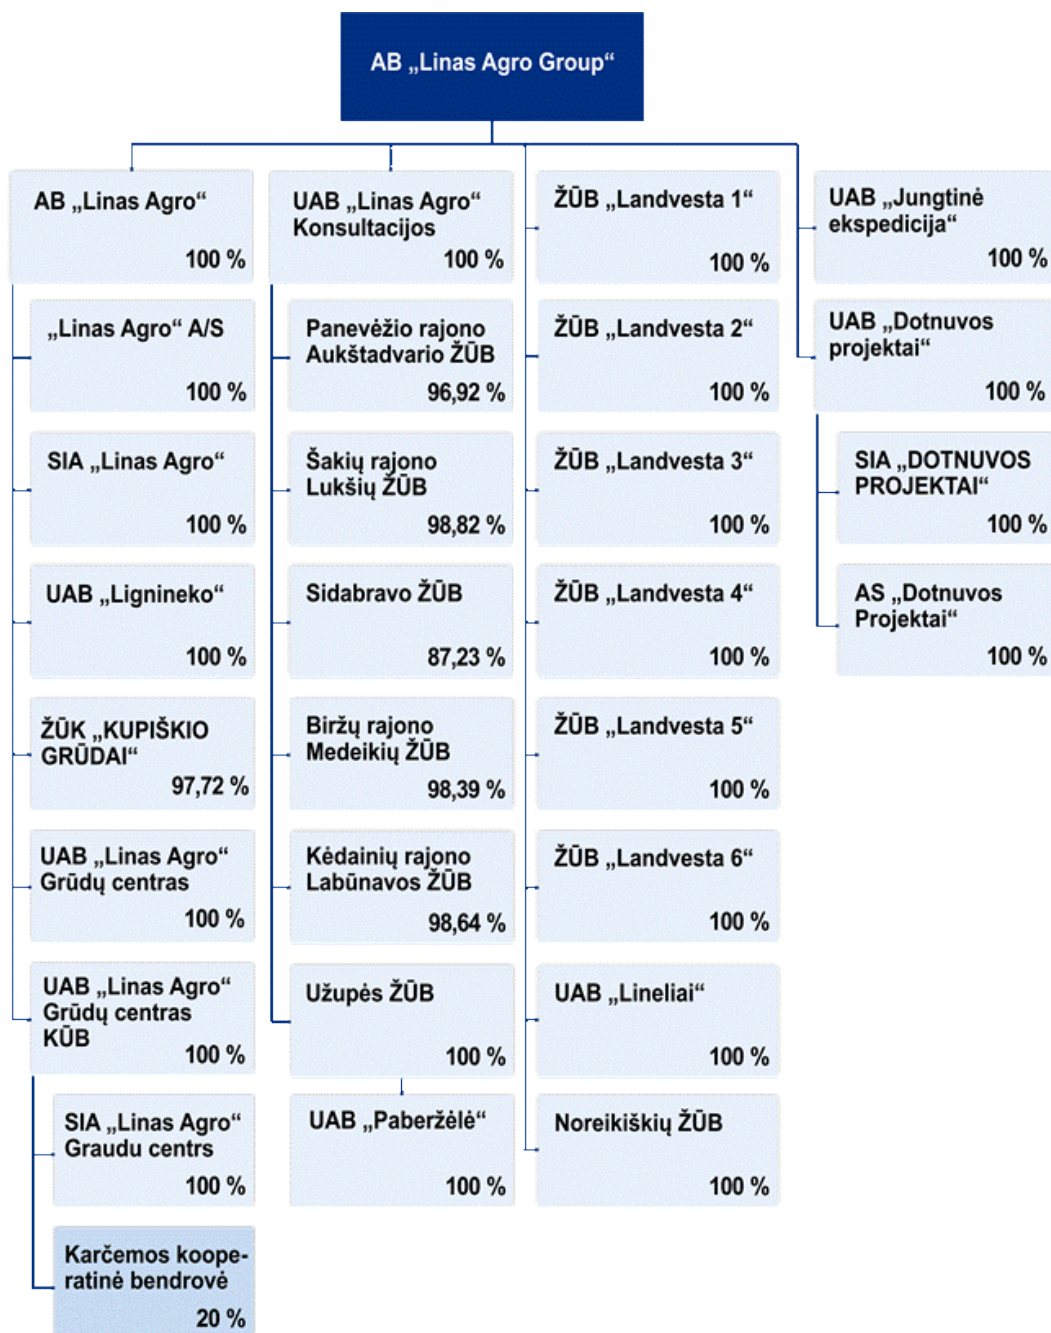 AB „Linas Agro Group“
AB „Linas Agro“
100 %
„Linas Agro“ A/S
100 %
SIA „Linas Agro“
100 %
UAB „Lignineko“
100 %
ŽŪK „KUPIŠKIO
GRŪDAI“
97,72 %
UAB „Linas Agro“
Grūdų centras
100 %
UAB „Linas Agro“
Grūdų centras
KŪB
100 %
SIA „Linas Agro“
Graudu centrs
100 %
Karčemos koope-
ratinė bendrovė
20 %
UAB „Linas Agro“
Konsultacijos
100 %
Panevėžio rajono
Aukštadvario ŽŪB
96,92 %
Šakių rajono
Lukšių ŽŪB
98,82 %
Sidabravo ŽŪB
87,23 %
Biržų rajono
Medeikių ŽŪB
98,39 %
Kėdainių rajono
Labūnavos ŽŪB
98,64 %
Užupės ŽŪB
100 %
UAB „Paberžėlė“
100 %
ŽŪB „Landvesta 1“
100 %
ŽŪB „Landvesta 2“
100 %
ŽŪB „Landvesta 3“
100 %
ŽŪB „Landvesta 4“
100 %
ŽŪB „Landvesta 5“
100 %
ŽŪB „Landvesta 6“
100 %
UAB „Lineliai“
100 %
Noreikiškių ŽŪB
100 %
UAB „Jungtinė
ekspedicija“
100 %
UAB „Dotnuvos
projektai“
100 %
SIA „DOTNUVOS
PROJEKTAI“
100 %
AS „Dotnuvos
Projektai“
100 %